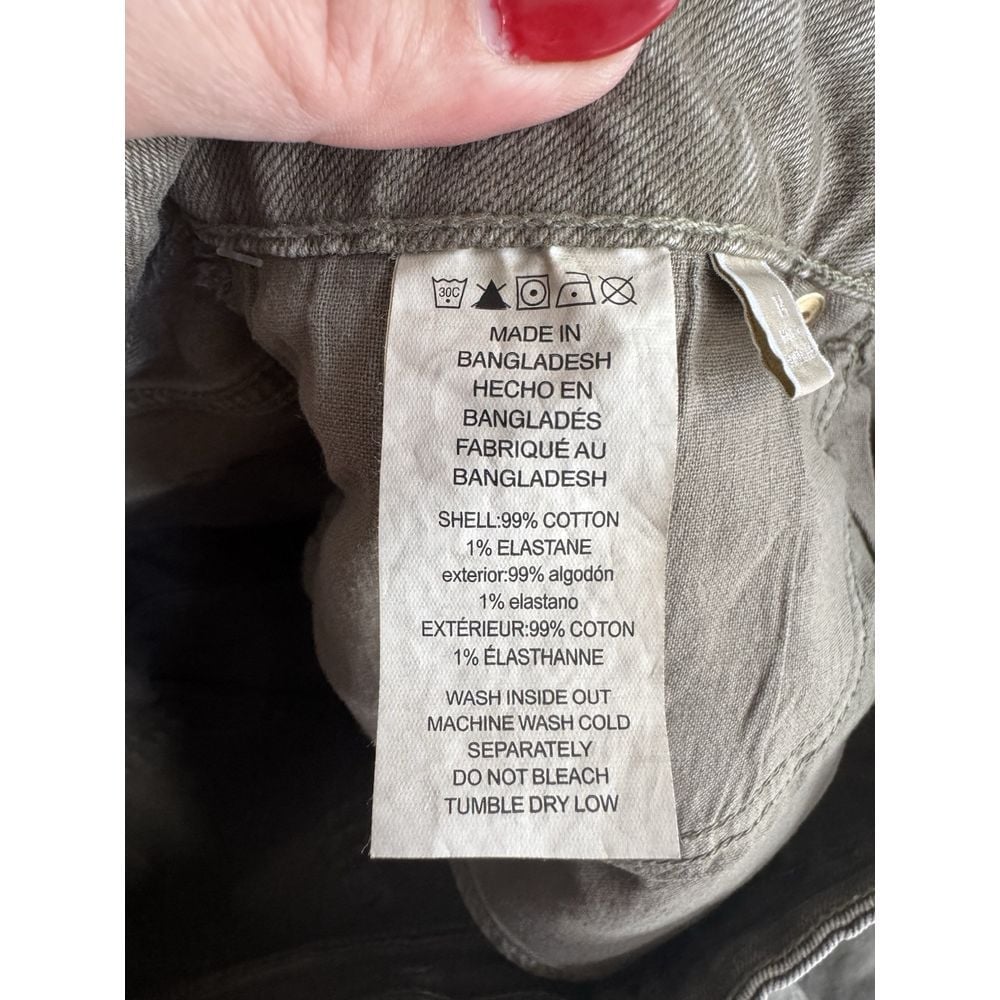 30C
MADE IN
BANGLADESH
HECHO EN
BANGLADÉS
FABRIQUÉ AU
BANGLADESH
SHELL:99% COTTON
1% ELASTANE
exterior:99% algodón
1% elastano
EXTÉRIEUR:99% COTON
1% ÉLASTHANNE
WASH INSIDE OUT
MACHINE WASH COLD
SEPARATELY
DO NOT BLEACH
TUMBLE DRY LOW